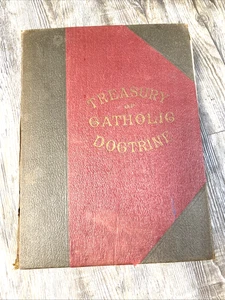 TREASURY
OF
CATHOLIC
DOCTRINE